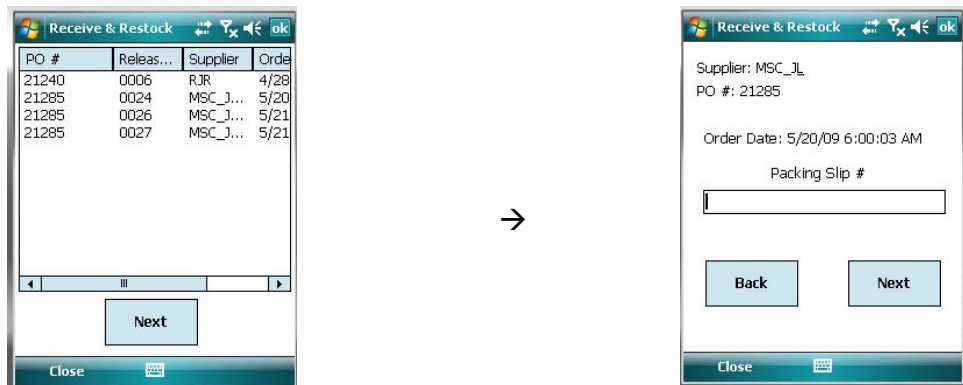 Receive & Restock ok
PO # Releas... Supplier Orde
21240 0006 RJR 4/28
21285 0024 MSC_J... 5/20
21285 0026 MSC_J... 5/21
21285 0027 MSC_J... 5/21
Next
Close
→
Receive & Restock ok
Supplier: MSC_JL
PO #: 21285
Order Date: 5/20/09 6:00:03 AM
Packing Slip #
Back Next
Close